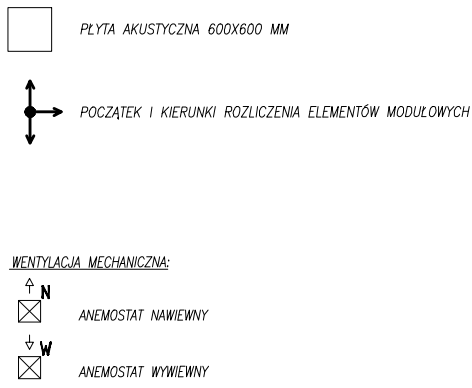 PŁYTA AKUSTYCZNA 600X600 MM
POCZĄTEK I KIERUNKI ROZLICZENIA ELEMENTÓW MODUŁOWYCH
WENTYLACJA MECHANICZNA:
N
ANEMOSTAT NAWIEWNY
W
ANEMOSTAT WYWIEWNY